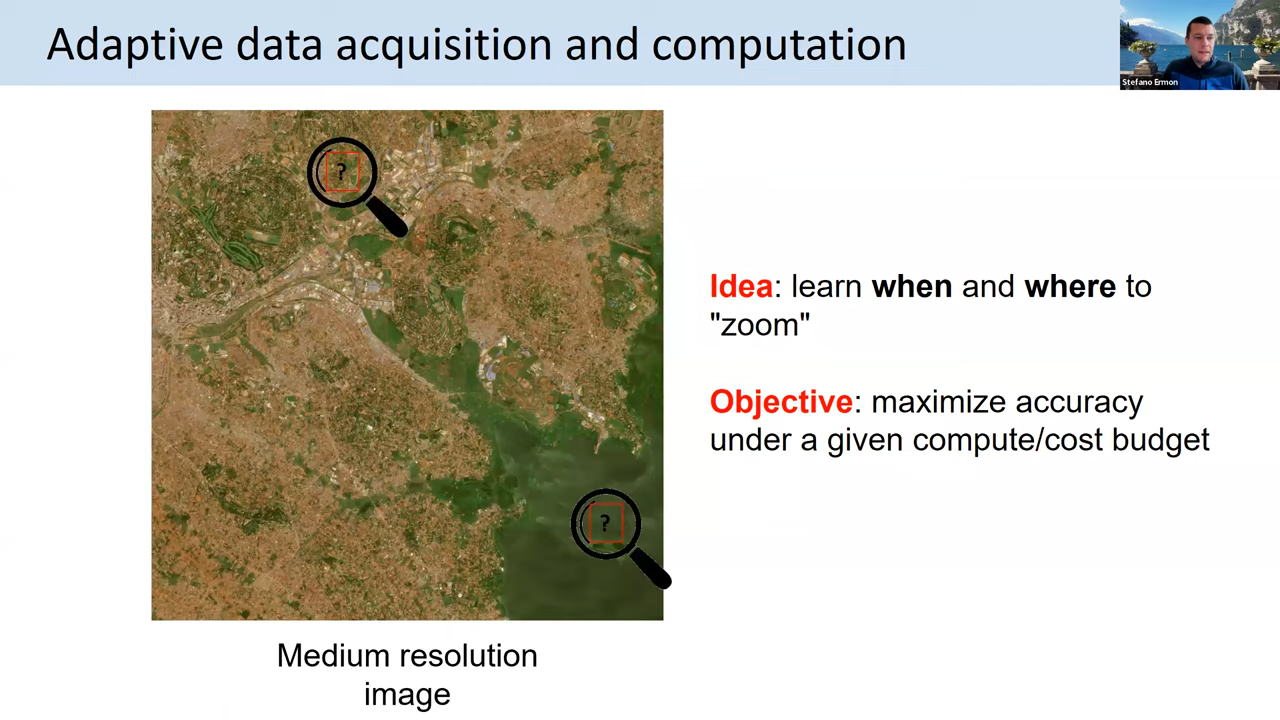 Adaptive data acquisition and computation
Stefano Ermon
?
Idea: learn when and where to
"zoom"
Objective: maximize accuracy
under a given compute/cost budget
?
Medium resolution
image